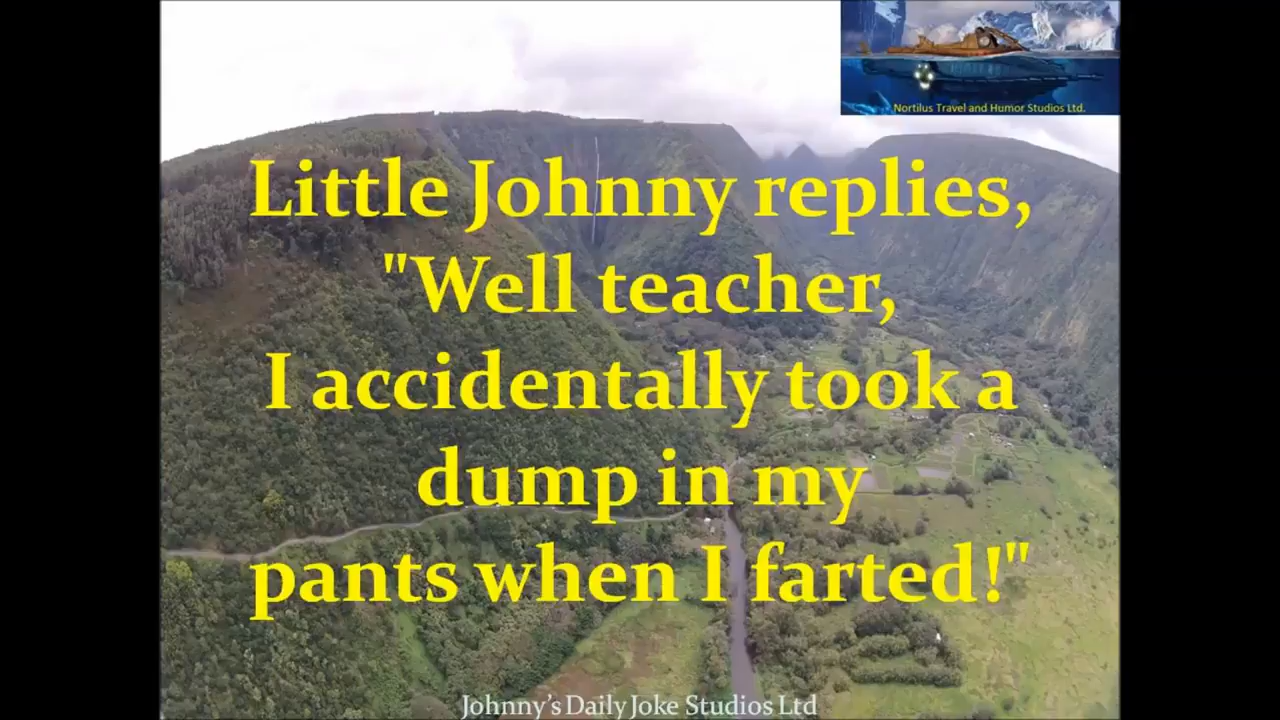 Nortilus Travel and Humor Studios Ltd.
Little Johnny replies,
"Well teacher,
I accidentally took a
dump in my
pants when I farted!"
Johnny's Daily Joke Studios Ltd